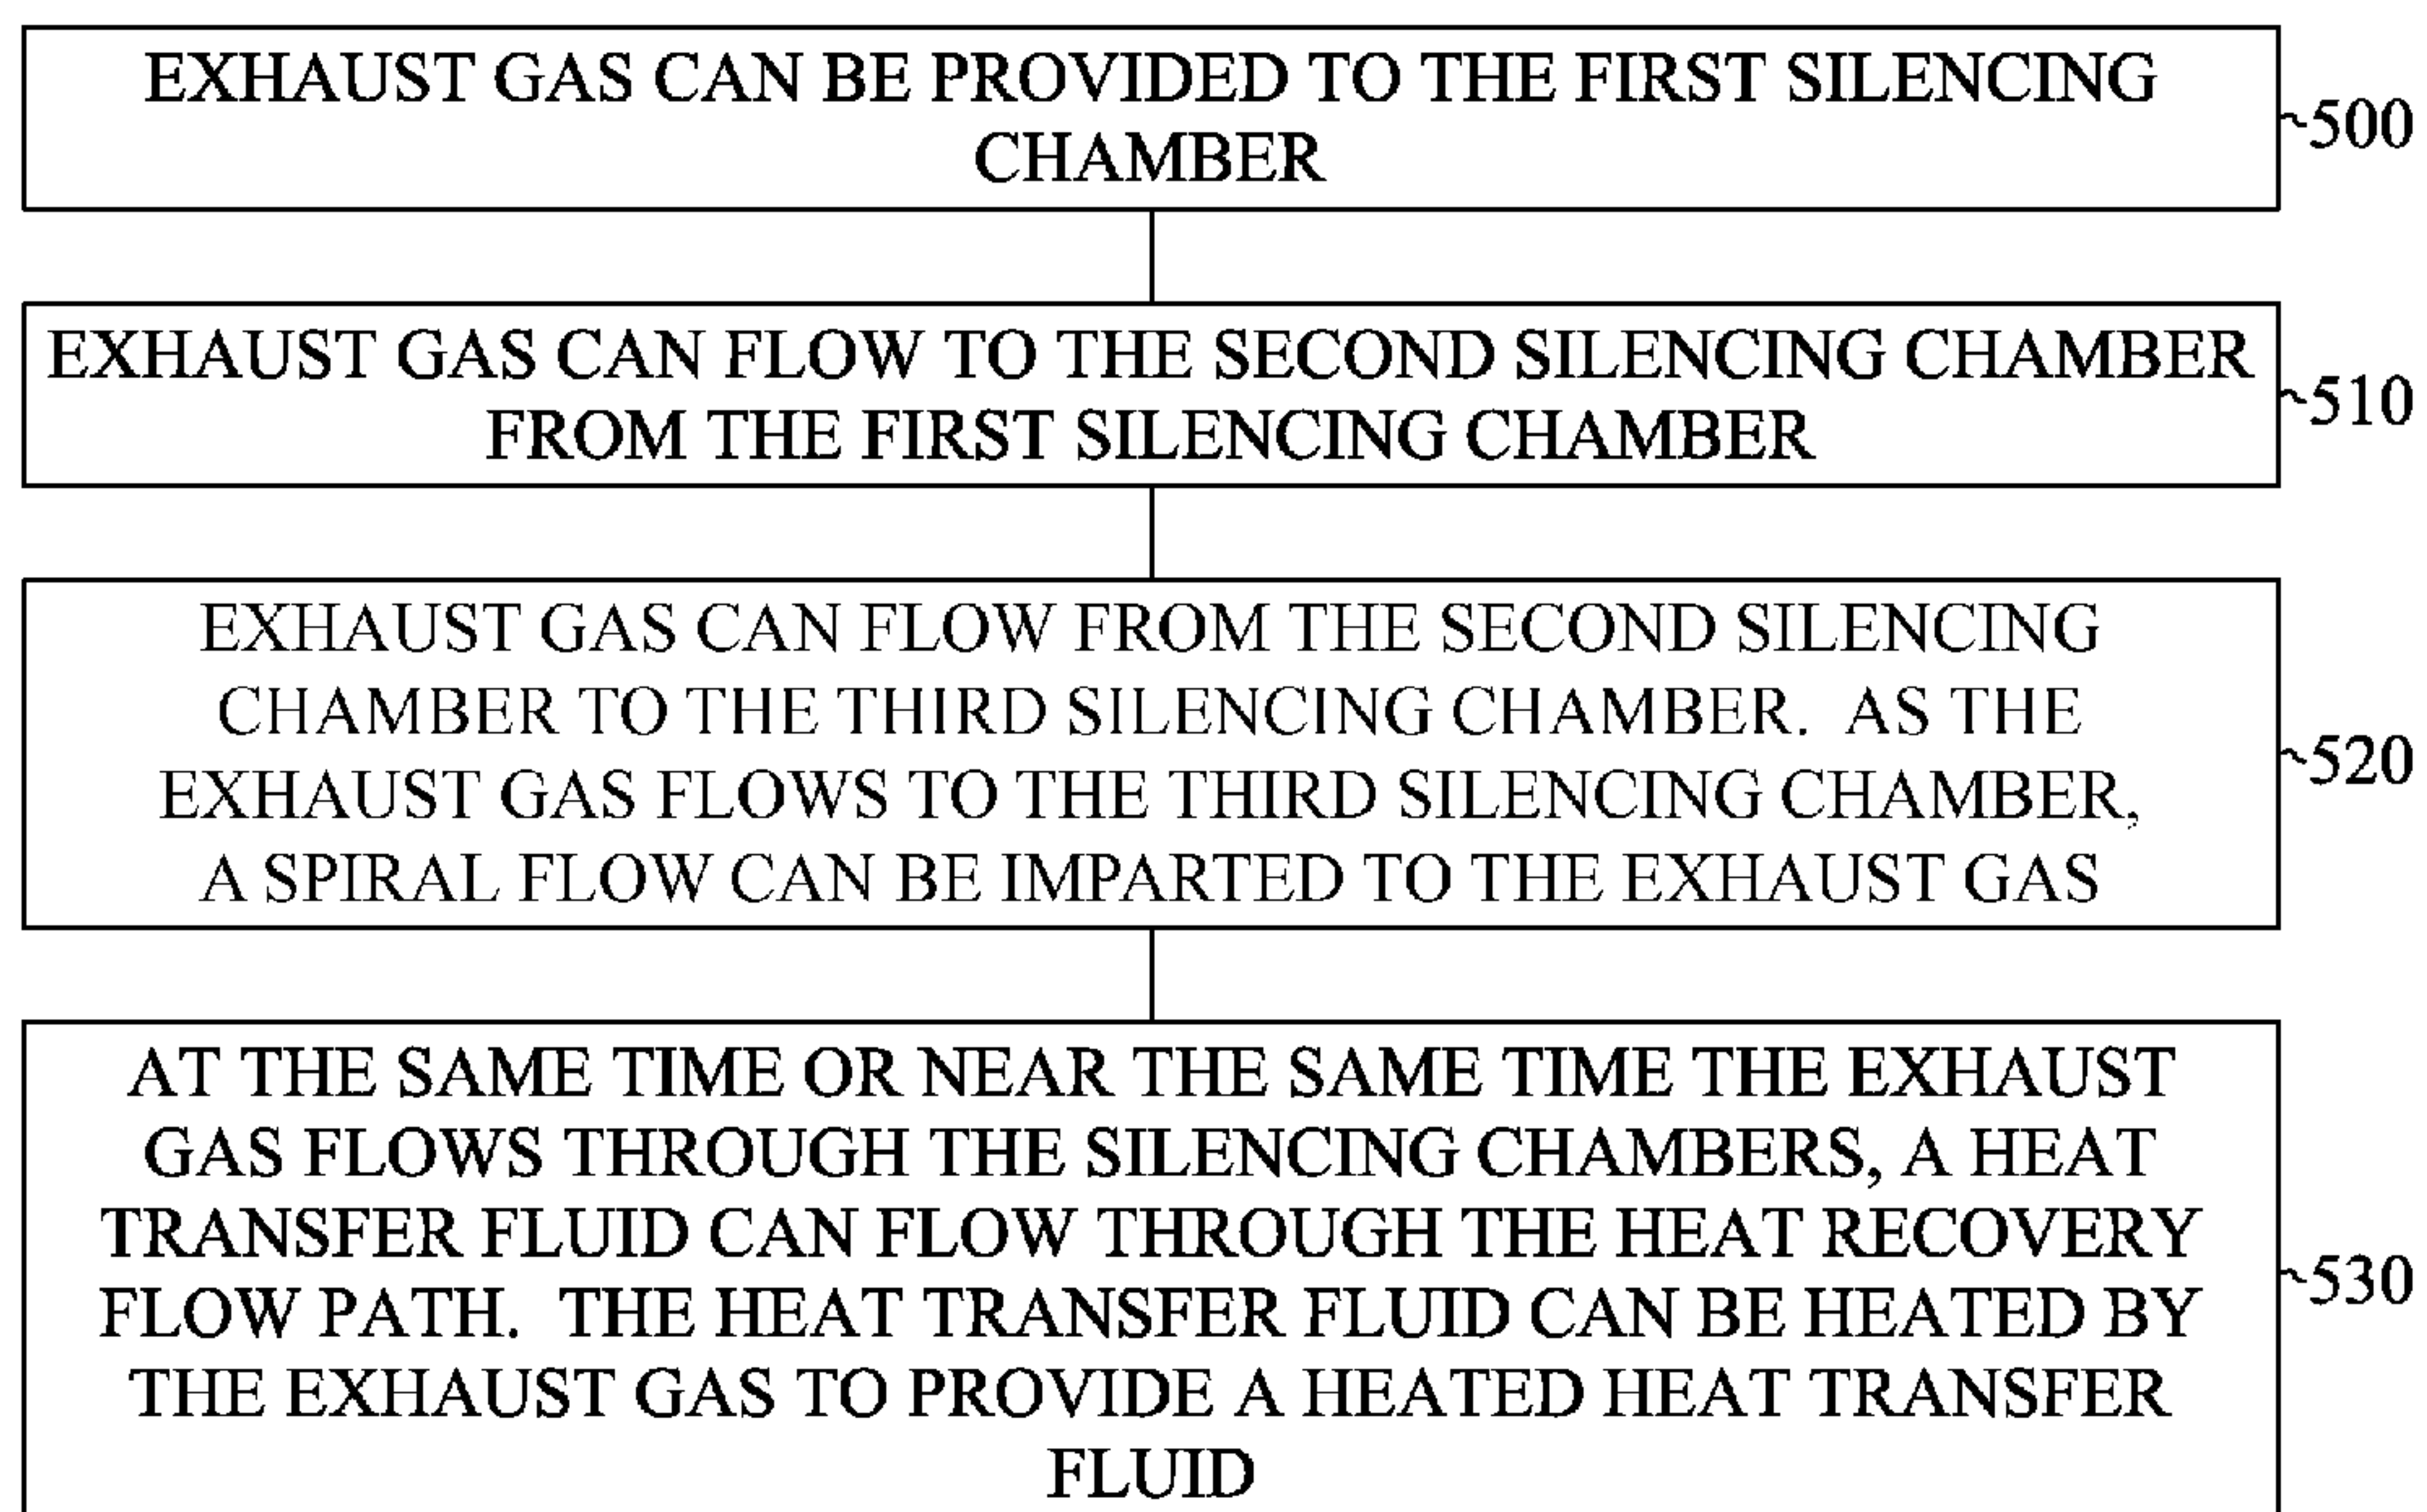 EXHAUST GAS CAN BE PROVIDED TO THE FIRST SILENCING
CHAMBER
500
EXHAUST GAS CAN FLOW TO THE SECOND SILENCING CHAMBER
FROM THE FIRST SILENCING CHAMBER
510
EXHAUST GAS CAN FLOW FROM THE SECOND SILENCING
CHAMBER TO THE THIRD SILENCING CHAMBER. AS THE
EXHAUST GAS FLOWS TO THE THIRD SILENCING CHAMBER,
A SPIRAL FLOW CAN BE IMPARTED TO THE EXHAUST GAS
520
AT THE SAME TIME OR NEAR THE SAME TIME THE EXHAUST
GAS FLOWS THROUGH THE SILENCING CHAMBERS, A HEAT
TRANSFER FLUID CAN FLOW THROUGH THE HEAT RECOVERY
FLOW PATH. THE HEAT TRANSFER FLUID CAN BE HEATED BY
THE EXHAUST GAS TO PROVIDE A HEATED HEAT TRANSFER
FLUID
530